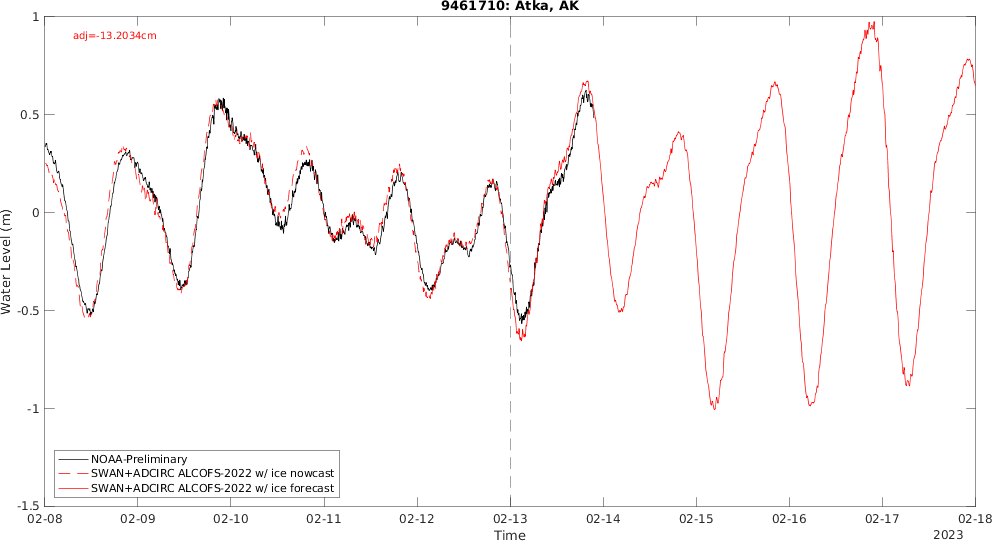 9461710: Atka, AK
adj=-13.2034cm
1
0.5
0
-0.5
-1
-1.5
Water Level (m)
NOAA-Preliminary
SWAN+ADCIRC ALCOFS-2022 w/ ice nowcast
SWAN+ADCIRC ALCOFS-2022 w/ ice forecast
02-08 02-09 02-10 02-11 02-12 02-13 02-14 02-15 02-16 02-17 02-18
Time
2023